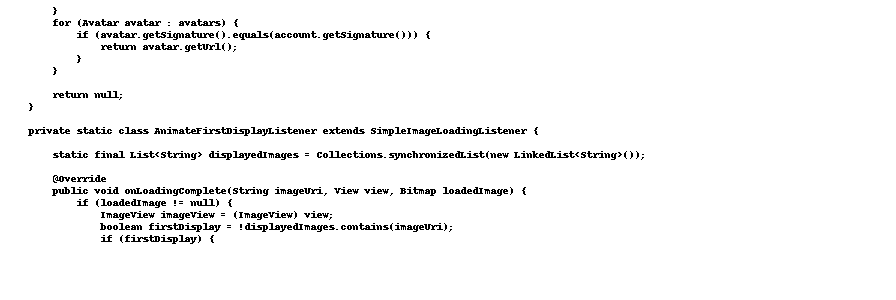 }
for (Avatar avatar : avatars) {
if (avatar.getSignature().equals(account.getSignature())) {
return avatar.getUrl();
}
}
return null;
}
private static class AnimateFirstDisplayListener extends SimpleImageLoadingListener {
static final List<String> displayedImages = Collections.synchronizedList(new LinkedList<String>());
@Override
public void onLoadingComplete(String imageUri, View view, Bitmap loadedImage) {
if (loadedImage != null) {
ImageView imageView = (ImageView) view;
boolean firstDisplay = !displayedImages.contains(imageUri);
if (firstDisplay) {